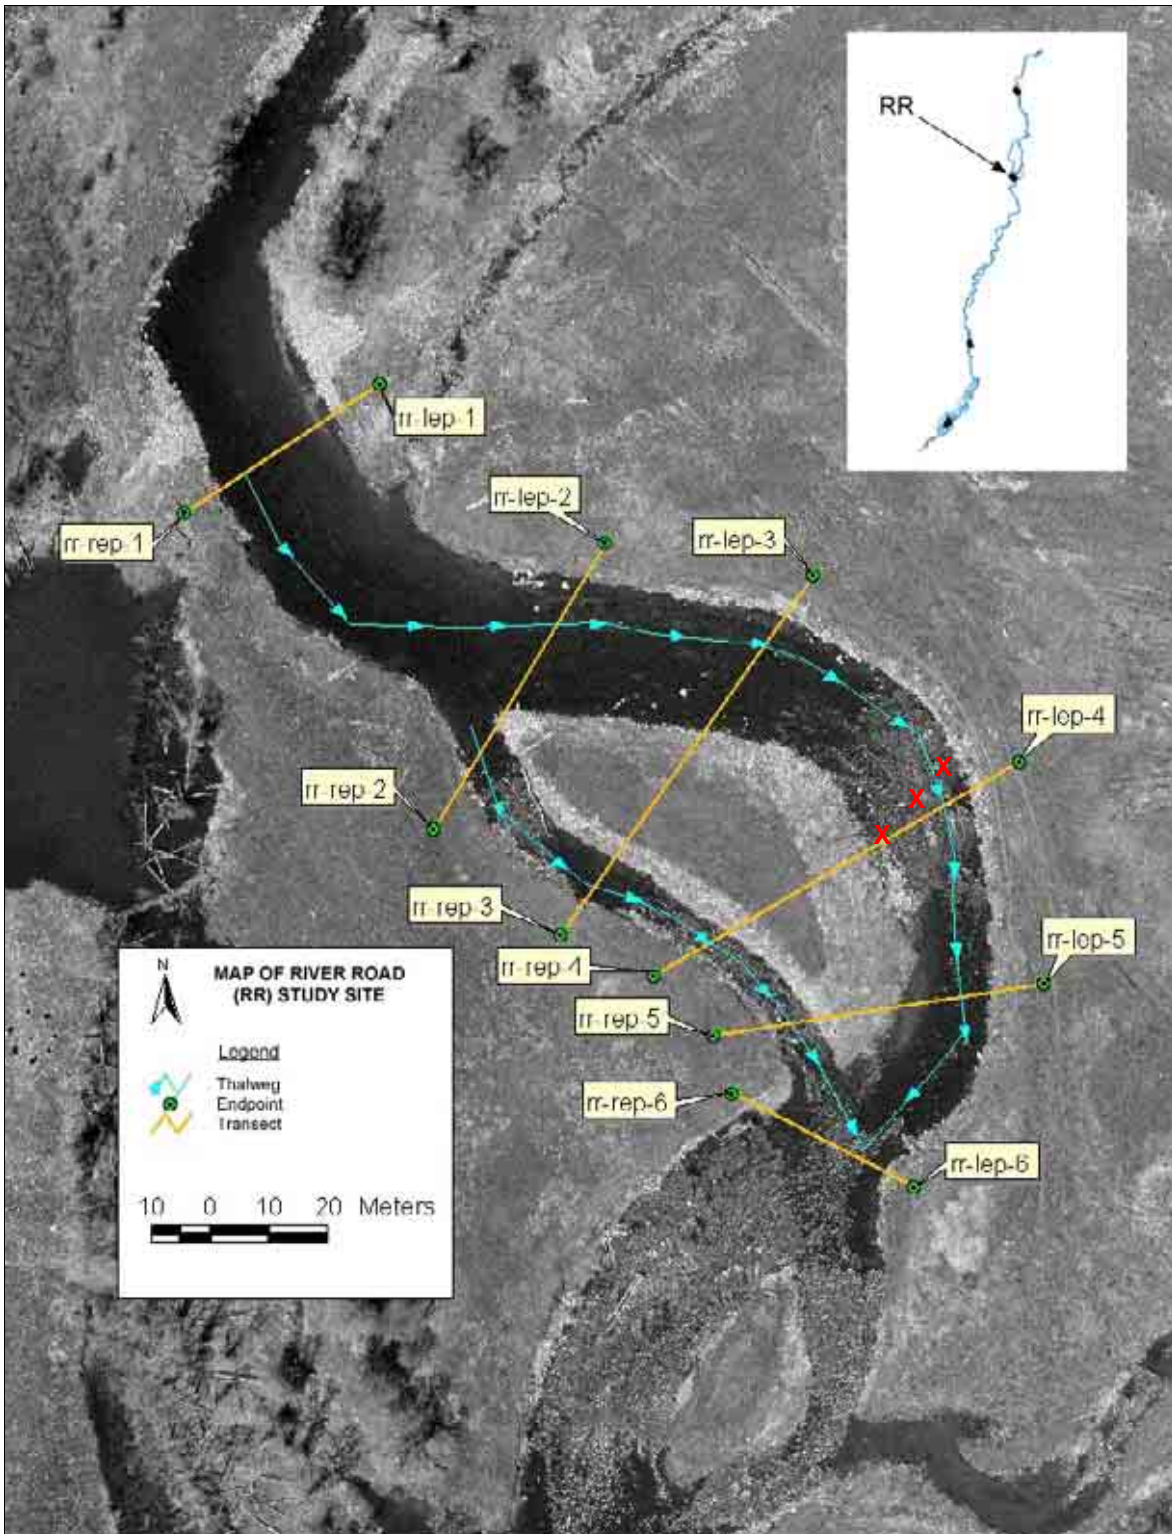 RR
rr-lep-1
rr-lep-2
rr-rep-1
rr-lep-3
rr-lep-4
X
X
X
rr-rep-2
rr-rep-3
rr-lep-5
rr-rep-4
N
MAP OF RIVER ROAD
(RR) STUDY SITE
rr-rep-5
Legend
Thalweg
Endpoint
Transect
rr-rep-6
rr-lep-6
10 0 10 20 Meters